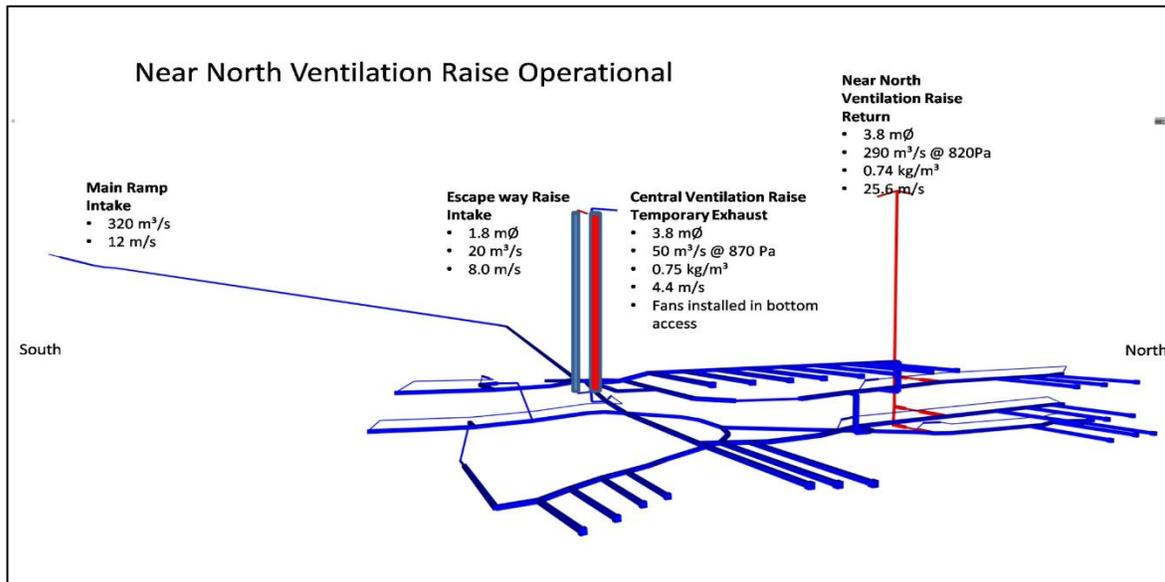 Near North Ventilation Raise Operational
Near North
Ventilation Raise
Return
• 3.8 mØ
• 290 m³/s @ 820Pa
• 0.74 kg/m³
• 25.6 m/s
Main Ramp
Intake
• 320 m³/s
• 12 m/s
Escape way Raise
Intake
• 1.8 mØ
• 20 m³/s
• 8.0 m/s
Central Ventilation Raise
Temporary Exhaust
• 3.8 mØ
• 50 m³/s @ 870 Pa
• 0.75 kg/m³
• 4.4 m/s
• Fans installed in bottom
access
South
North